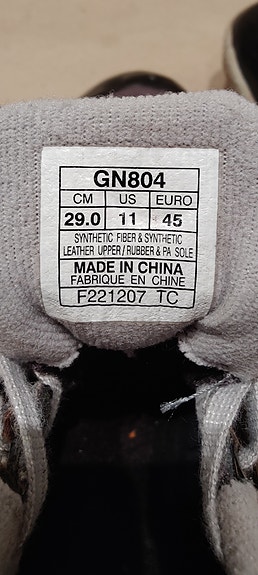 GN804
CM US EURO
29.0 11 45
SYNTHETIC FIBER & SYNTHETIC
LEATHER UPPER / RUBBER & PA SOLE
MADE IN CHINA
FABRIQUE EN CHINE
F221207 TC